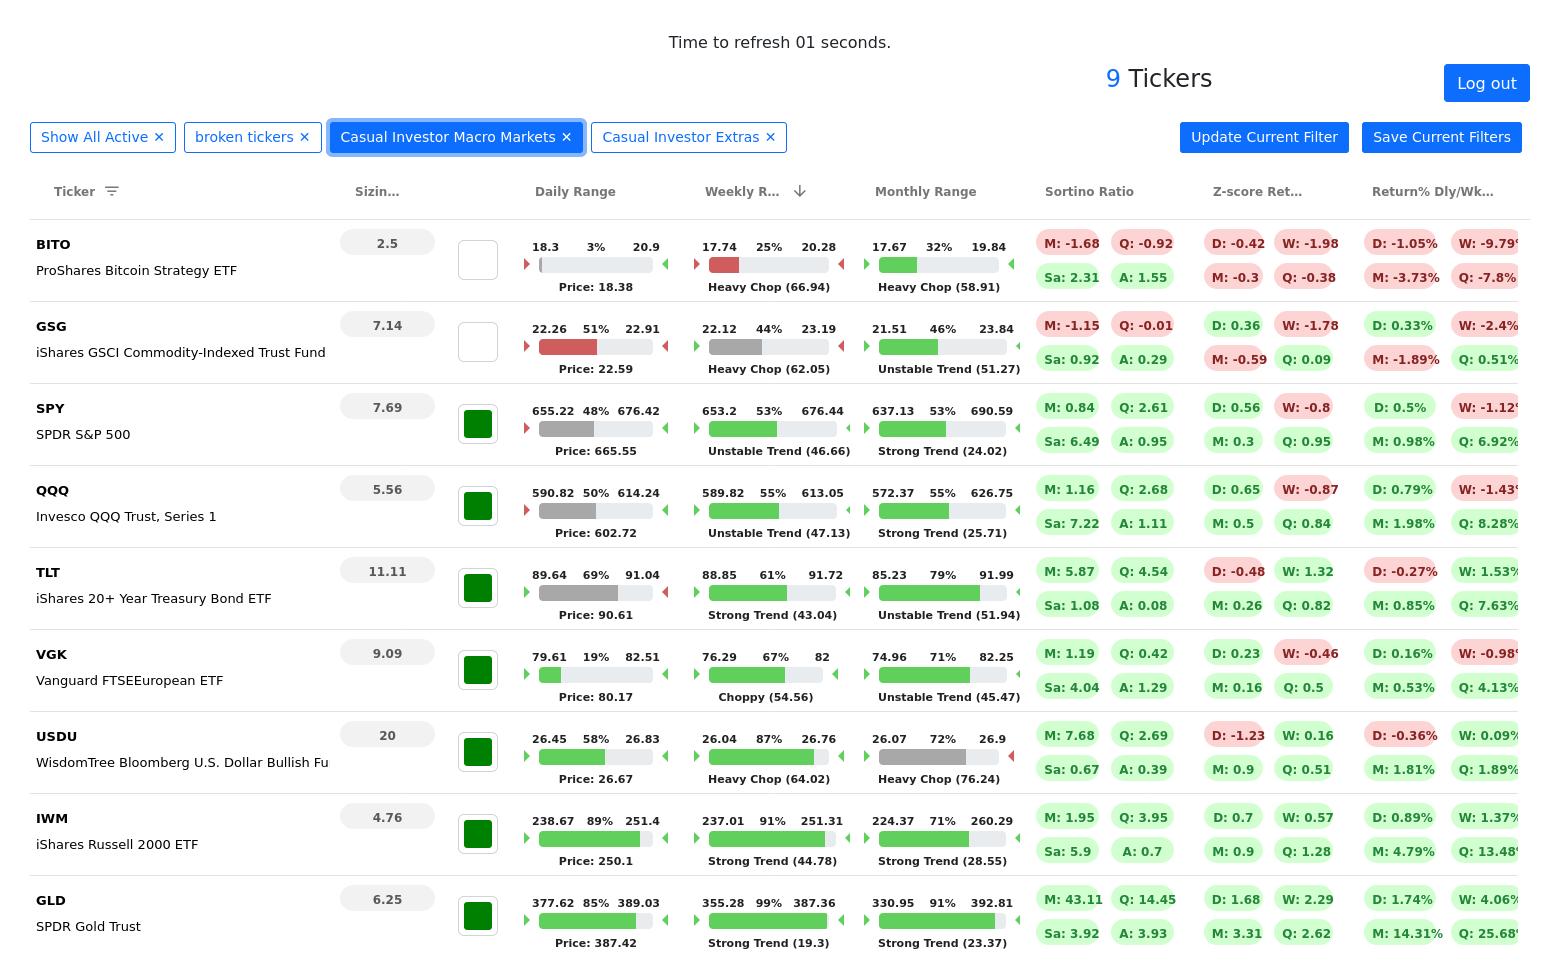 Time to refresh 01 seconds.
9 Tickers
Log out
Show All Active ✕ broken tickers ✕ Casual Investor Macro Markets ✕ Casual Investor Extras ✕ Update Current Filter Save Current Filters
Ticker Sizin… Daily Range Weekly R… Monthly Range Sortino Ratio Z-score Ret… Return% Dly/Wk…
BITO 2.5 18.3 3% 20.9 17.74 25% 20.28 17.67 32% 19.84 M: -1.68 Q: -0.92 D: -0.42 W: -1.98 D: -1.05% W: -9.79%
ProShares Bitcoin Strategy ETF Price: 18.38 Heavy Chop (66.94) Heavy Chop (58.91) Sa: 2.31 A: 1.55 M: -0.3 Q: -0.38 M: -3.73% Q: -7.8%
GSG 7.14 22.26 51% 22.91 22.12 44% 23.19 21.51 46% 23.84 M: -1.15 Q: -0.01 D: 0.36 W: -1.78 D: 0.33% W: -2.4%
iShares GSCI Commodity-Indexed Trust Fund Price: 22.59 Heavy Chop (62.05) Unstable Trend (51.27) Sa: 0.92 A: 0.29 M: -0.59 Q: 0.09 M: -1.89% Q: 0.51%
SPY 7.69 655.22 48% 676.42 653.2 53% 676.44 637.13 53% 690.59 M: 0.84 Q: 2.61 D: 0.56 W: -0.8 D: 0.5% W: -1.12%
SPDR S&P 500 Price: 665.55 Unstable Trend (46.66) Strong Trend (24.02) Sa: 6.49 A: 0.95 M: 0.3 Q: 0.95 M: 0.98% Q: 6.92%
QQQ 5.56 590.82 50% 614.24 589.82 55% 613.05 572.37 55% 626.75 M: 1.16 Q: 2.68 D: 0.65 W: -0.87 D: 0.79% W: -1.43%
Invesco QQQ Trust, Series 1 Price: 602.72 Unstable Trend (47.13) Strong Trend (25.71) Sa: 7.22 A: 1.11 M: 0.5 Q: 0.84 M: 1.98% Q: 8.28%
TLT 11.11 89.64 69% 91.04 88.85 61% 91.72 85.23 79% 91.99 M: 5.87 Q: 4.54 D: -0.48 W: 1.32 D: -0.27% W: 1.53%
iShares 20+ Year Treasury Bond ETF Price: 90.61 Strong Trend (43.04) Unstable Trend (51.94) Sa: 1.08 A: 0.08 M: 0.26 Q: 0.82 M: 0.85% Q: 7.63%
VGK 9.09 79.61 19% 82.51 76.29 67% 82 74.96 71% 82.25 M: 1.19 Q: 0.42 D: 0.23 W: -0.46 D: 0.16% W: -0.98%
Vanguard FTSEEuropean ETF Price: 80.17 Choppy (54.56) Unstable Trend (45.47) Sa: 4.04 A: 1.29 M: 0.16 Q: 0.5 M: 0.53% Q: 4.13%
USDU 20 26.45 58% 26.83 26.04 87% 26.76 26.07 72% 26.9 M: 7.68 Q: 2.69 D: -1.23 W: 0.16 D: -0.36% W: 0.09%
WisdomTree Bloomberg U.S. Dollar Bullish Fu Price: 26.67 Heavy Chop (64.02) Heavy Chop (76.24) Sa: 0.67 A: 0.39 M: 0.9 Q: 0.51 M: 1.81% Q: 1.89%
IWM 4.76 238.67 89% 251.4 237.01 91% 251.31 224.37 71% 260.29 M: 1.95 Q: 3.95 D: 0.7 W: 0.57 D: 0.89% W: 1.37%
iShares Russell 2000 ETF Price: 250.1 Strong Trend (44.78) Strong Trend (28.55) Sa: 5.9 A: 0.7 M: 0.9 Q: 1.28 M: 4.79% Q: 13.48%
GLD 6.25 377.62 85% 389.03 355.28 99% 387.36 330.95 91% 392.81 M: 43.11 Q: 14.45 D: 1.68 W: 2.29 D: 1.74% W: 4.06%
SPDR Gold Trust Price: 387.42 Strong Trend (19.3) Strong Trend (23.37) Sa: 3.92 A: 3.93 M: 3.31 Q: 2.62 M: 14.31% Q: 25.68%